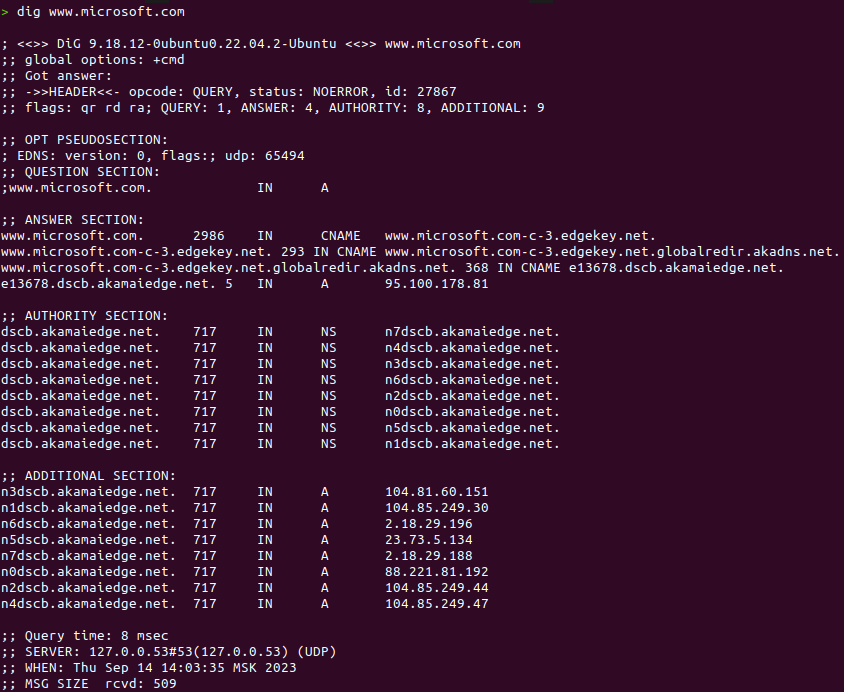 > dig www.microsoft.com
; <<>> DiG 9.18.12-0ubuntu0.22.04.2-Ubuntu <<>> www.microsoft.com
;; global options: +cmd
;; Got answer:
;; ->>HEADER<<- opcode: QUERY, status: NOERROR, id: 27867
;; flags: qr rd ra; QUERY: 1, ANSWER: 4, AUTHORITY: 8, ADDITIONAL: 9
;; OPT PSEUDOSECTION:
; EDNS: version: 0, flags:; udp: 65494
;; QUESTION SECTION:
;www.microsoft.com. IN A
;; ANSWER SECTION:
www.microsoft.com. 2986 IN CNAME www.microsoft.com-c-3.edgekey.net.
www.microsoft.com-c-3.edgekey.net. 293 IN CNAME www.microsoft.com-c-3.edgekey.net.globalredir.akadns.net.
www.microsoft.com-c-3.edgekey.net.globalredir.akadns.net. 368 IN CNAME e13678.dscb.akamaiedge.net.
e13678.dscb.akamaiedge.net. 5 IN A 95.100.178.81
;; AUTHORITY SECTION:
dscb.akamaiedge.net. 717 IN NS n7dscb.akamaiedge.net.
dscb.akamaiedge.net. 717 IN NS n4dscb.akamaiedge.net.
dscb.akamaiedge.net. 717 IN NS n3dscb.akamaiedge.net.
dscb.akamaiedge.net. 717 IN NS n6dscb.akamaiedge.net.
dscb.akamaiedge.net. 717 IN NS n2dscb.akamaiedge.net.
dscb.akamaiedge.net. 717 IN NS n0dscb.akamaiedge.net.
dscb.akamaiedge.net. 717 IN NS n5dscb.akamaiedge.net.
dscb.akamaiedge.net. 717 IN NS n1dscb.akamaiedge.net.
;; ADDITIONAL SECTION:
n3dscb.akamaiedge.net. 717 IN A 104.81.60.151
n1dscb.akamaiedge.net. 717 IN A 104.85.249.30
n6dscb.akamaiedge.net. 717 IN A 2.18.29.196
n5dscb.akamaiedge.net. 717 IN A 23.73.5.134
n7dscb.akamaiedge.net. 717 IN A 2.18.29.188
n0dscb.akamaiedge.net. 717 IN A 88.221.81.192
n2dscb.akamaiedge.net. 717 IN A 104.85.249.44
n4dscb.akamaiedge.net. 717 IN A 104.85.249.47
;; Query time: 8 msec
;; SERVER: 127.0.0.53#53(127.0.0.53) (UDP)
;; WHEN: Thu Sep 14 14:03:35 MSK 2023
;; MSG SIZE rcvd: 509